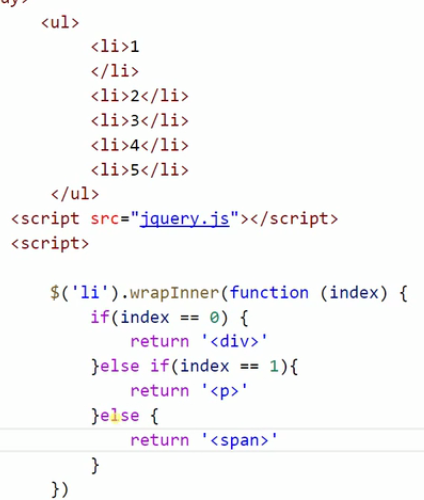 dy>
<ul>
<li>1
</li>
<li>2</li>
<li>3</li>
<li>4</li>
<li>5</li>
</ul>
<script src="jquery.js"></script>
<script>
$('li').wrapInner(function (index) {
if(index == 0) {
return '<div>'
}else if(index == 1){
return '<p>'
}else {
return '<span>'
}
})